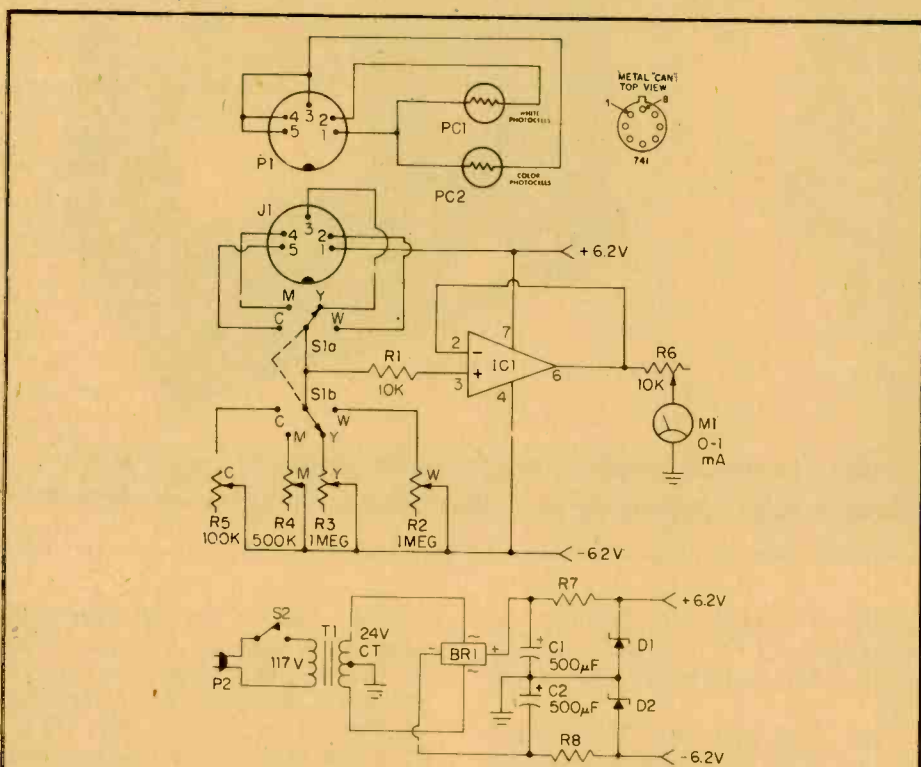 METAL "CAN"
TOP VIEW
1 8
741
4 3 2
5 1
P1
PC1
WHITE
PHOTOCELLS
PC2
COLOR
PHOTOCELLS
J1
3
4 2
5 1
+6.2V
M Y
C W
S1a
R1
10K
S1b
2 - 7
IC1 6
3 + 4
R6
10K
M1
0-1
mA
C W
M Y
C M Y W
R5 R4 R3 R2
100K 500K 1MEG 1MEG
-6.2V
R7
+6.2V
S2
T1 24V
CT
117V
P2
~
- BR1 +
~
+ C1
500µF
D1
+ C2
500µF
D2
R8
-6.2V